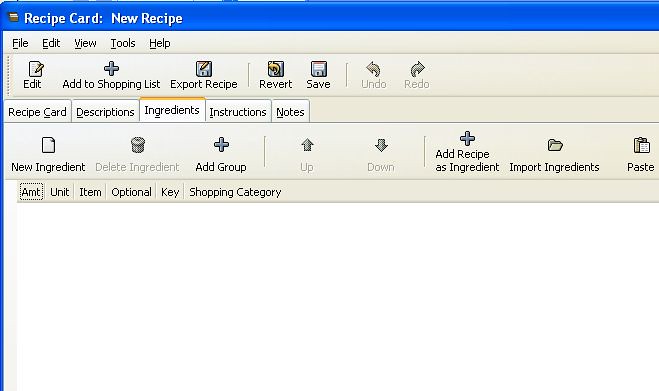 Recipe Card: New Recipe
File Edit View Tools Help
Edit Add to Shopping List Export Recipe Revert Save Undo Redo
Recipe Card Descriptions Ingredients Instructions Notes
New Ingredient Delete Ingredient Add Group Up Down Add Recipe as Ingredient Import Ingredients Paste
Amt Unit Item Optional Key Shopping Category